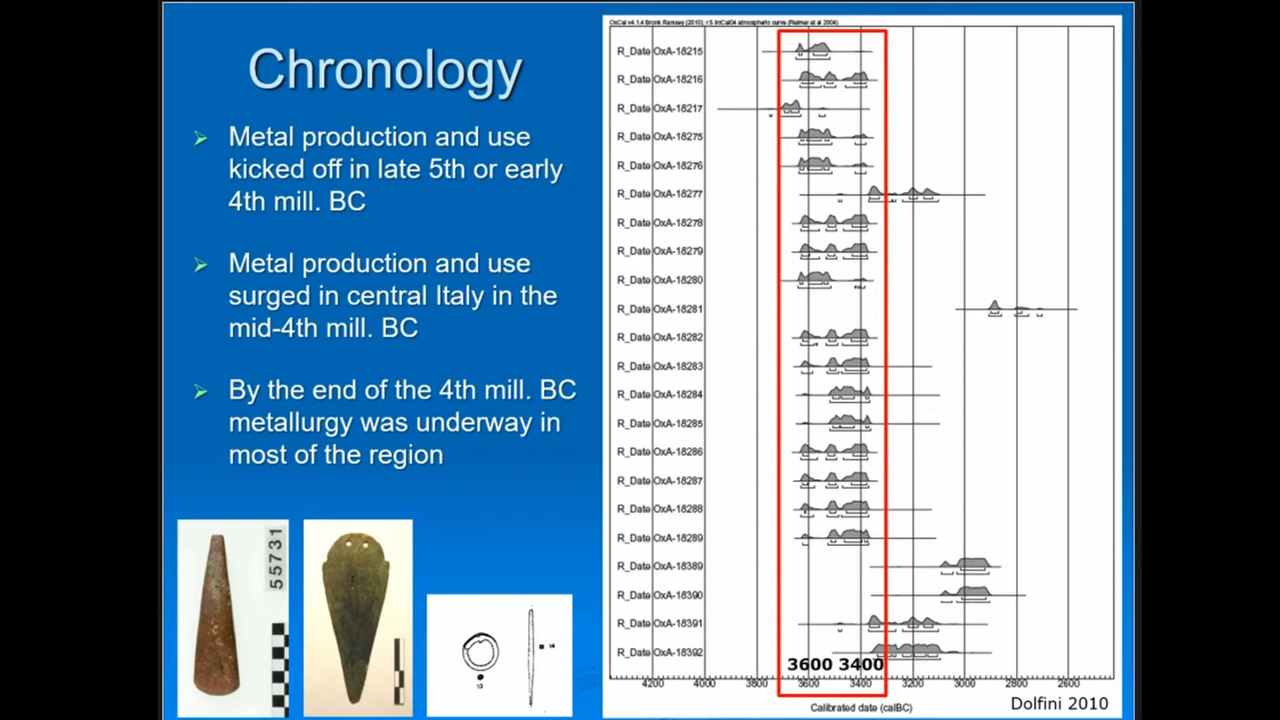 Chronology
Metal production and use
kicked off in late 5th or early
4th mill. BC
Metal production and use
surged in central Italy in the
mid-4th mill. BC
By the end of the 4th mill. BC
metallurgy was underway in
most of the region
55731
13
14
OxCal v4.1.4 Bronk Ramsey (2010); r:5 IntCal04 atmospheric curve (Reimer et al 2004)
R_Date OxA-18215
R_Date OxA-18216
R_Date OxA-18217
R_Date OxA-18275
R_Date OxA-18276
R_Date OxA-18277
R_Date OxA-18278
R_Date OxA-18279
R_Date OxA-18280
R_Date OxA-18281
R_Date OxA-18282
R_Date OxA-18283
R_Date OxA-18284
R_Date OxA-18285
R_Date OxA-18286
R_Date OxA-18287
R_Date OxA-18288
R_Date OxA-18289
R_Date OxA-18389
R_Date OxA-18390
R_Date OxA-18391
R_Date OxA-18392
3600 3400
4200 4000 3800 3600 3400 3200 3000 2800 2600
Calibrated date (calBC)
Dolfini 2010